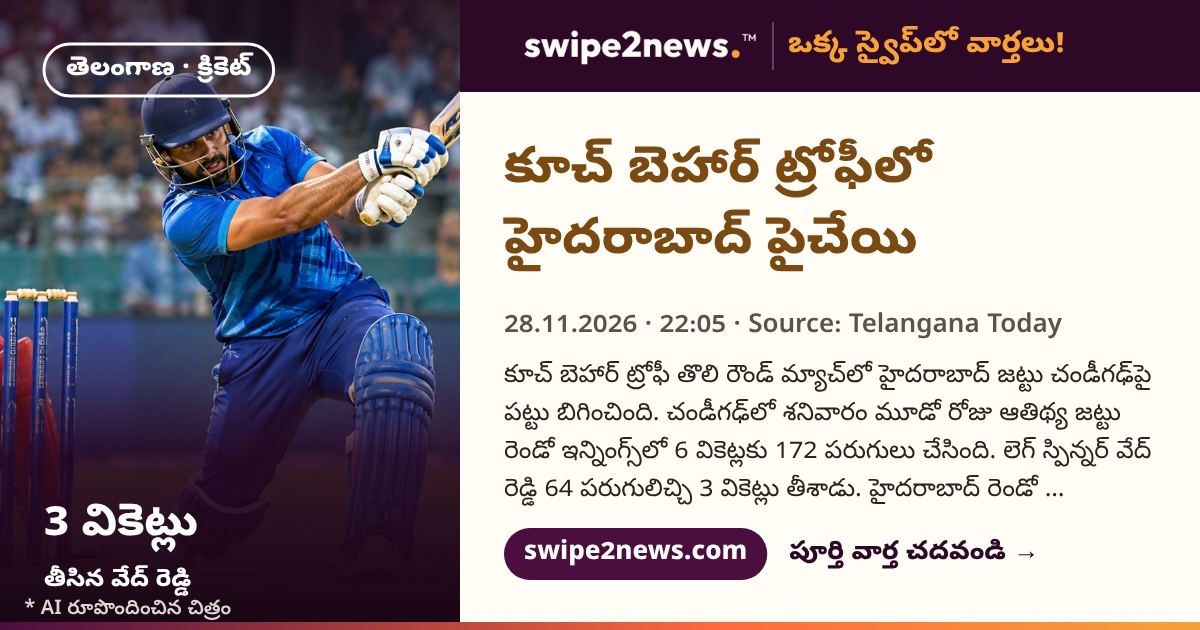 తెలంగాణ · క్రికెట్
swipe2news.™
ఒక్క స్వైప్‌లో వార్తలు!
కూచ్ బెహార్ ట్రోఫీలో
హైదరాబాద్ పైచేయి
28.11.2026 · 22:05 · Source: Telangana Today
కూచ్ బెహార్ ట్రోఫీ తొలి రౌండ్ మ్యాచ్‌లో హైదరాబాద్ జట్టు చండీగఢ్‌పై
పట్టు బిగించింది. చండీగఢ్‌లో శనివారం మూడో రోజు ఆతిథ్య జట్టు
రెండో ఇన్నింగ్స్‌లో 6 వికెట్లకు 172 పరుగులు చేసింది. లెగ్ స్పిన్నర్ వేద్
రెడ్డి 64 పరుగులిచ్చి 3 వికెట్లు తీశాడు. హైదరాబాద్ రెండో ...
swipe2news.com
పూర్తి వార్త చదవండి →
3 వికెట్లు
తీసిన వేద్ రెడ్డి
* AI రూపొందించిన చిత్రం